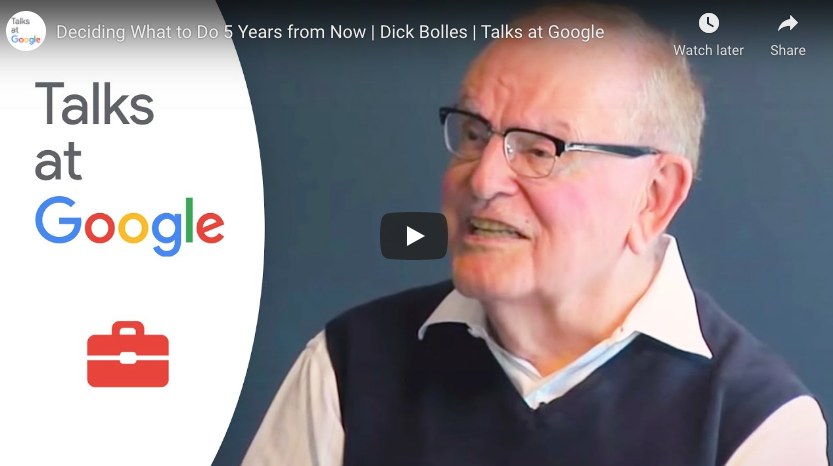 Talks
at
Google
Deciding What to Do 5 Years from Now | Dick Bolles | Talks at Google
Watch later
Share
Talks
at
Google